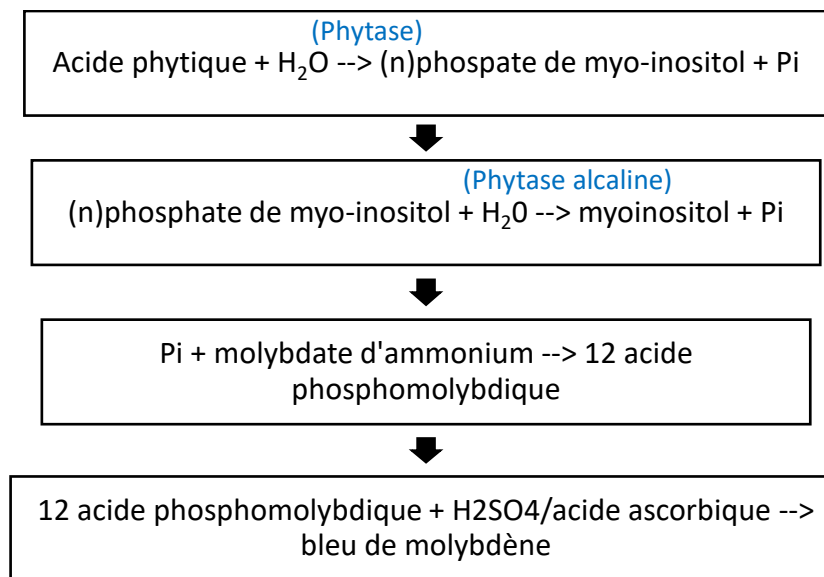 (Phytase)
Acide phytique + H₂O --> (n)phospate de myo-inositol + Pi
(Phytase alcaline)
(n)phosphate de myo-inositol + H₂0 --> myoinositol + Pi
Pi + molybdate d'ammonium --> 12 acide
phosphomolybdique
12 acide phosphomolybdique + H2SO4/acide ascorbique -->
bleu de molybdène